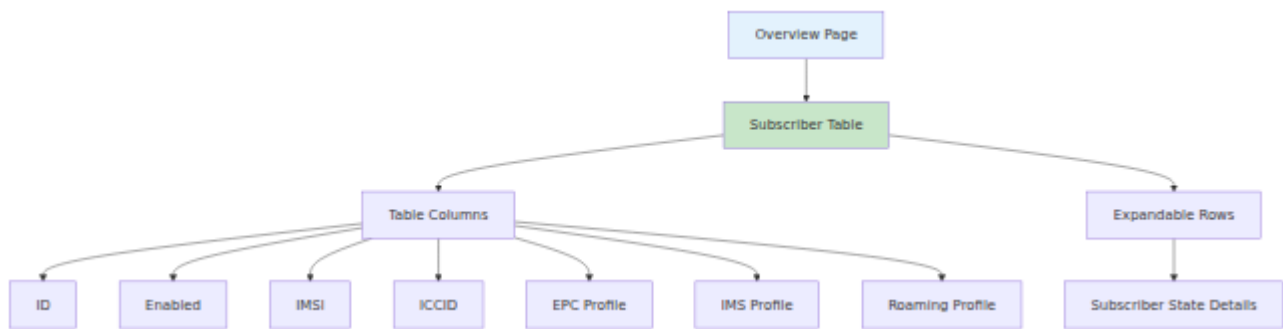 Overview Page
Subscriber Table
Table Columns
Expandable Rows
ID
Enabled
IMSI
ICCID
EPC Profile
IMS Profile
Roaming Profile
Subscriber State Details